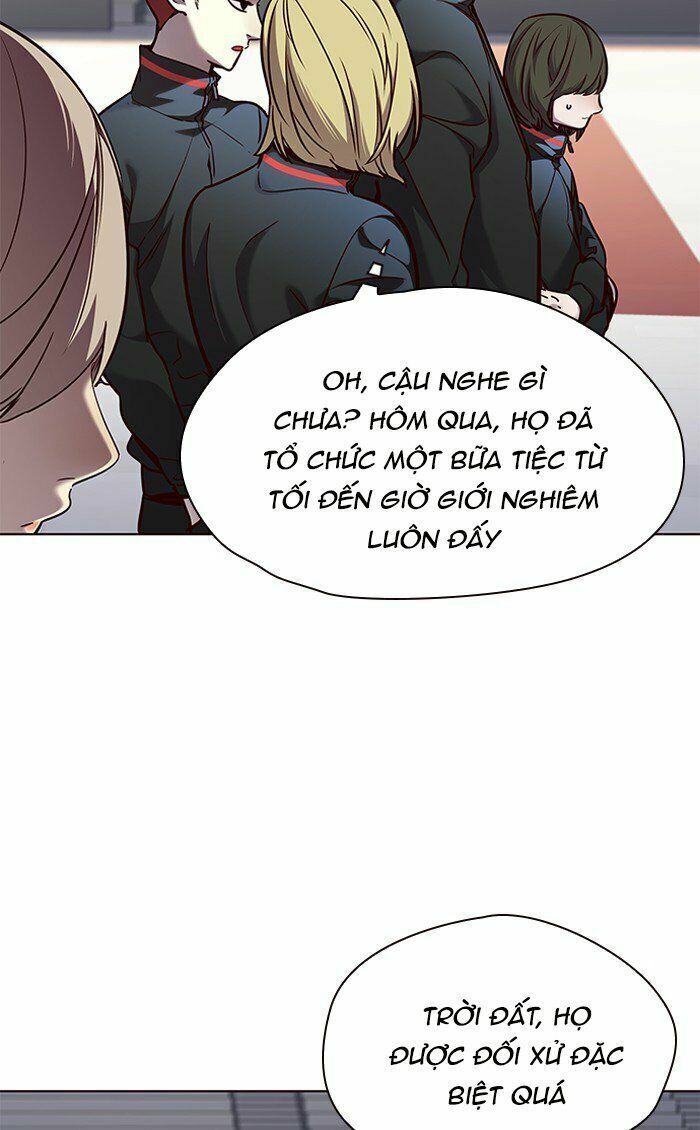 OH, CẬU NGHE GÌ
CHƯA? HÔM QUA, HỌ ĐÃ
TỔ CHỨC MỘT BỮA TIỆC TỪ
TỐI ĐẾN GIỜ GIỚI NGHIÊM
LUÔN ĐẤY
TRỜI ĐẤT, HỌ
ĐƯỢC ĐỐI XỬ ĐẶC
BIỆT QUÁ